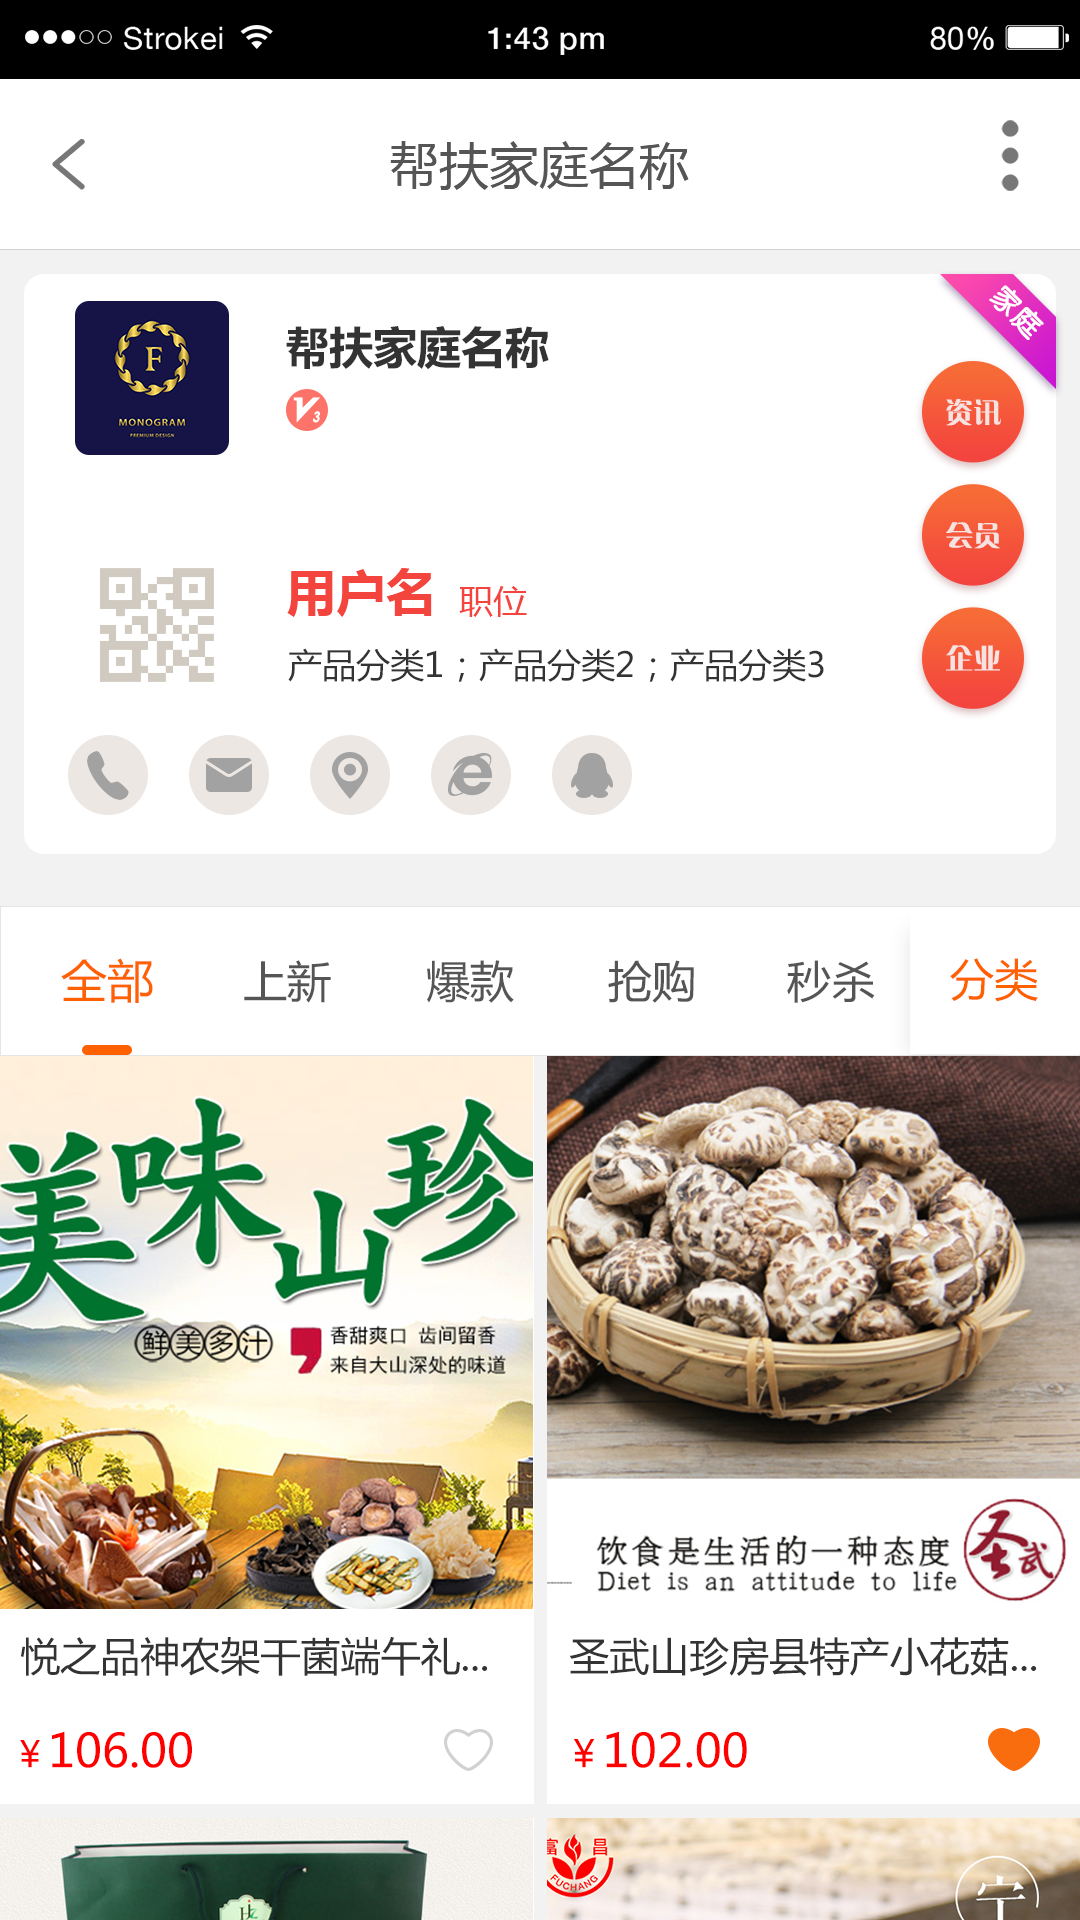 Strokei
1:43 pm
80%
帮扶家庭名称
家庭
F
MONOGRAM
PREMIUM DESIGN
帮扶家庭名称
V3
资讯
会员
企业
用户名 职位
产品分类1；产品分类2；产品分类3
全部 上新 爆款 抢购 秒杀 分类
美味山珍
鲜美多汁
香甜爽口 齿间留香
来自大山深处的味道
饮食是生活的一种态度
Diet is an attitude to life
圣武
悦之品神农架干菌端午礼...
圣武山珍房县特产小花菇...
¥106.00
¥102.00
富昌
FUCHANG
宁